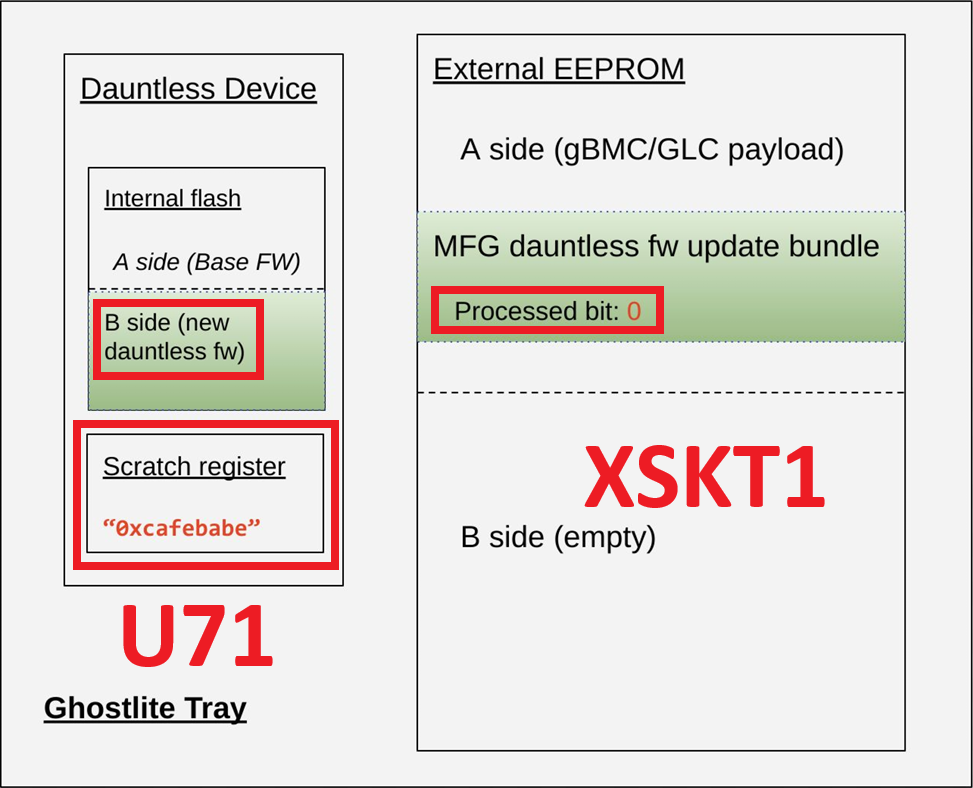 Dauntless Device
Internal flash
A side (Base FW)
B side (new
dauntless fw)
Scratch register
“0xcafebabe”
U71
Ghostlite Tray
External EEPROM
A side (gBMC/GLC payload)
MFG dauntless fw update bundle
Processed bit: 0
XSKT1
B side (empty)